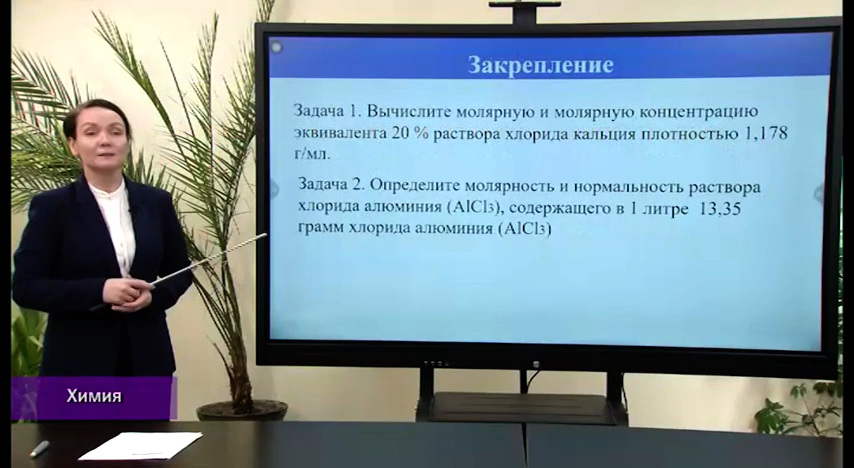 Закрепление
Задача 1. Вычислите молярную и молярную концентрацию
эквивалента 20 % раствора хлорида кальция плотностью 1,178
г/мл.
Задача 2. Определите молярность и нормальность раствора
хлорида алюминия (AlCl3), содержащего в 1 литре 13,35
грамм хлорида алюминия (AlCl3)
Химия